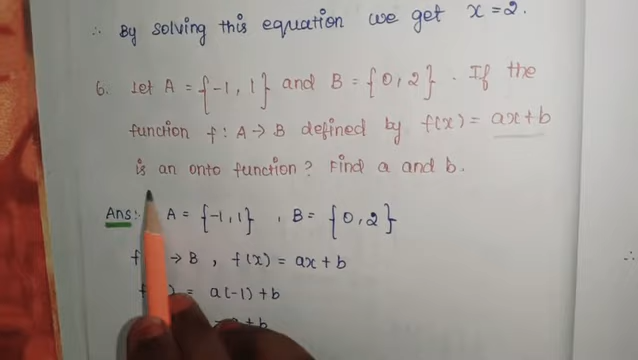 ∴ By solving this equation we get x = 2.
6. Let A = {-1, 1} and B = {0, 2}. If the
function f : A → B defined by f(x) = ax+b
is an onto function? Find a and b.
Ans:- A = {-1, 1} , B = {0, 2}
f → B , f(x) = ax + b
∴
= a(-1) + b
+ b